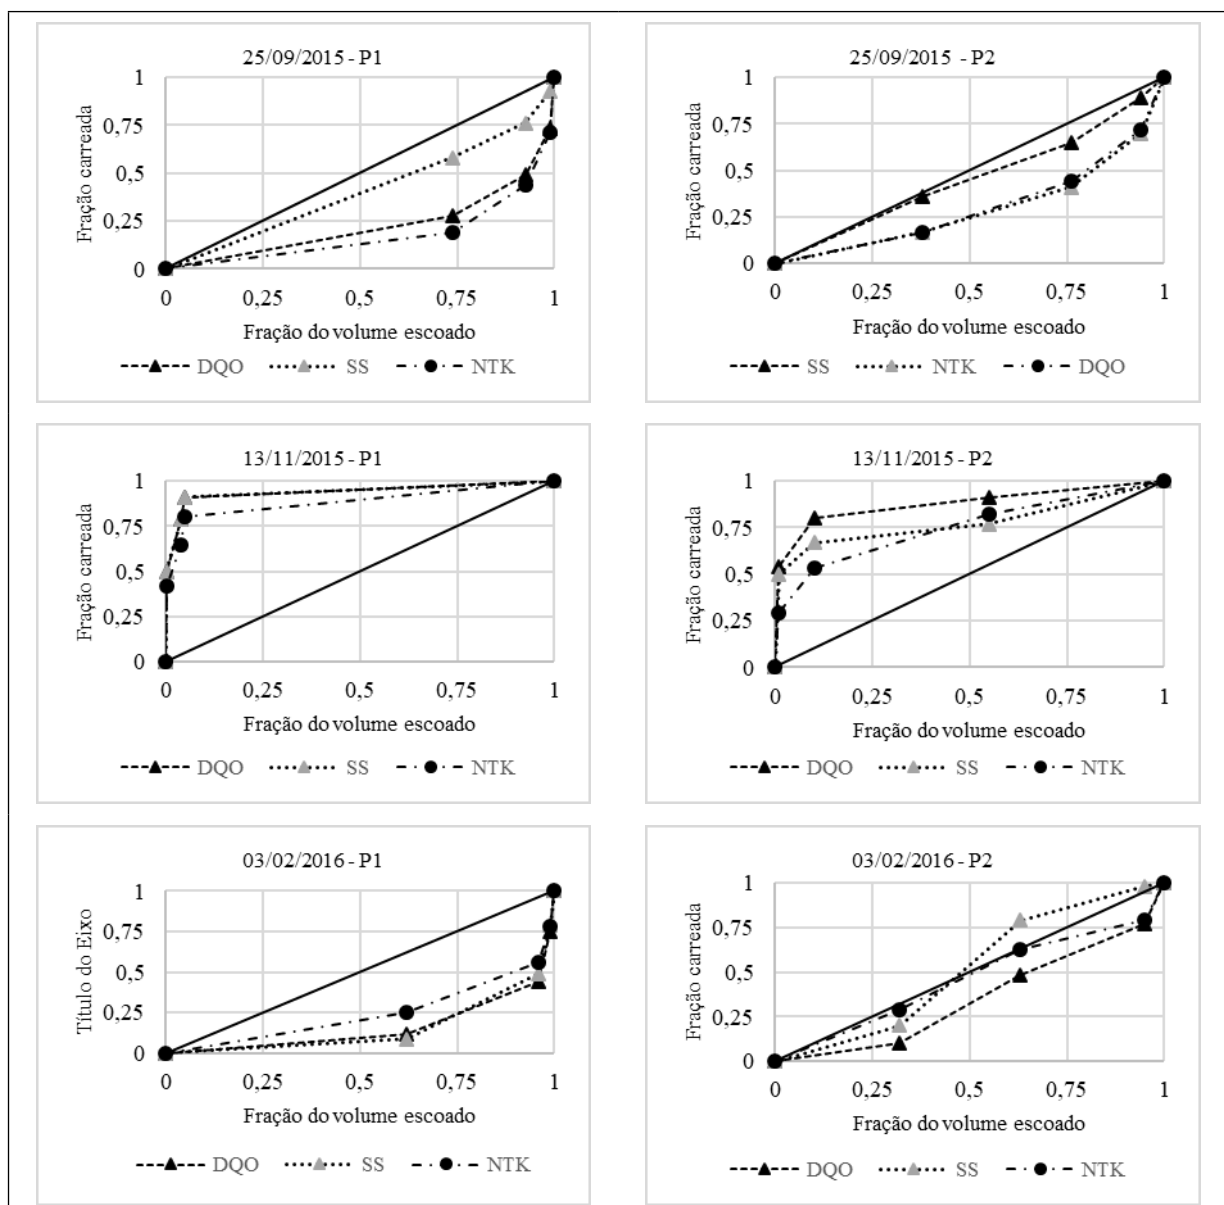 25/09/2015 - P1
1
0,75
0,5
0,25
0
Fração carreada
0 0,25 0,5 0,75 1
Fração do volume escoado
DQO SS NTK
25/09/2015 - P2
1
0,75
0,5
0,25
0
Fração carreada
0 0,25 0,5 0,75 1
Fração do volume escoado
SS NTK DQO
13/11/2015 - P1
1
0,75
0,5
0,25
0
Fração carreada
0 0,25 0,5 0,75 1
Fração do volume escoado
DQO SS NTK
13/11/2015 - P2
1
0,75
0,5
0,25
0
Fração carreada
0 0,25 0,5 0,75 1
Fração do volume escoado
DQO SS NTK
03/02/2016 - P1
1
0,75
0,5
0,25
0
Título do Eixo
0 0,25 0,5 0,75 1
Fração do volume escoado
DQO SS NTK
03/02/2016 - P2
1
0,75
0,5
0,25
0
Fração carreada
0 0,25 0,5 0,75 1
Fração do volume escoado
DQO SS NTK